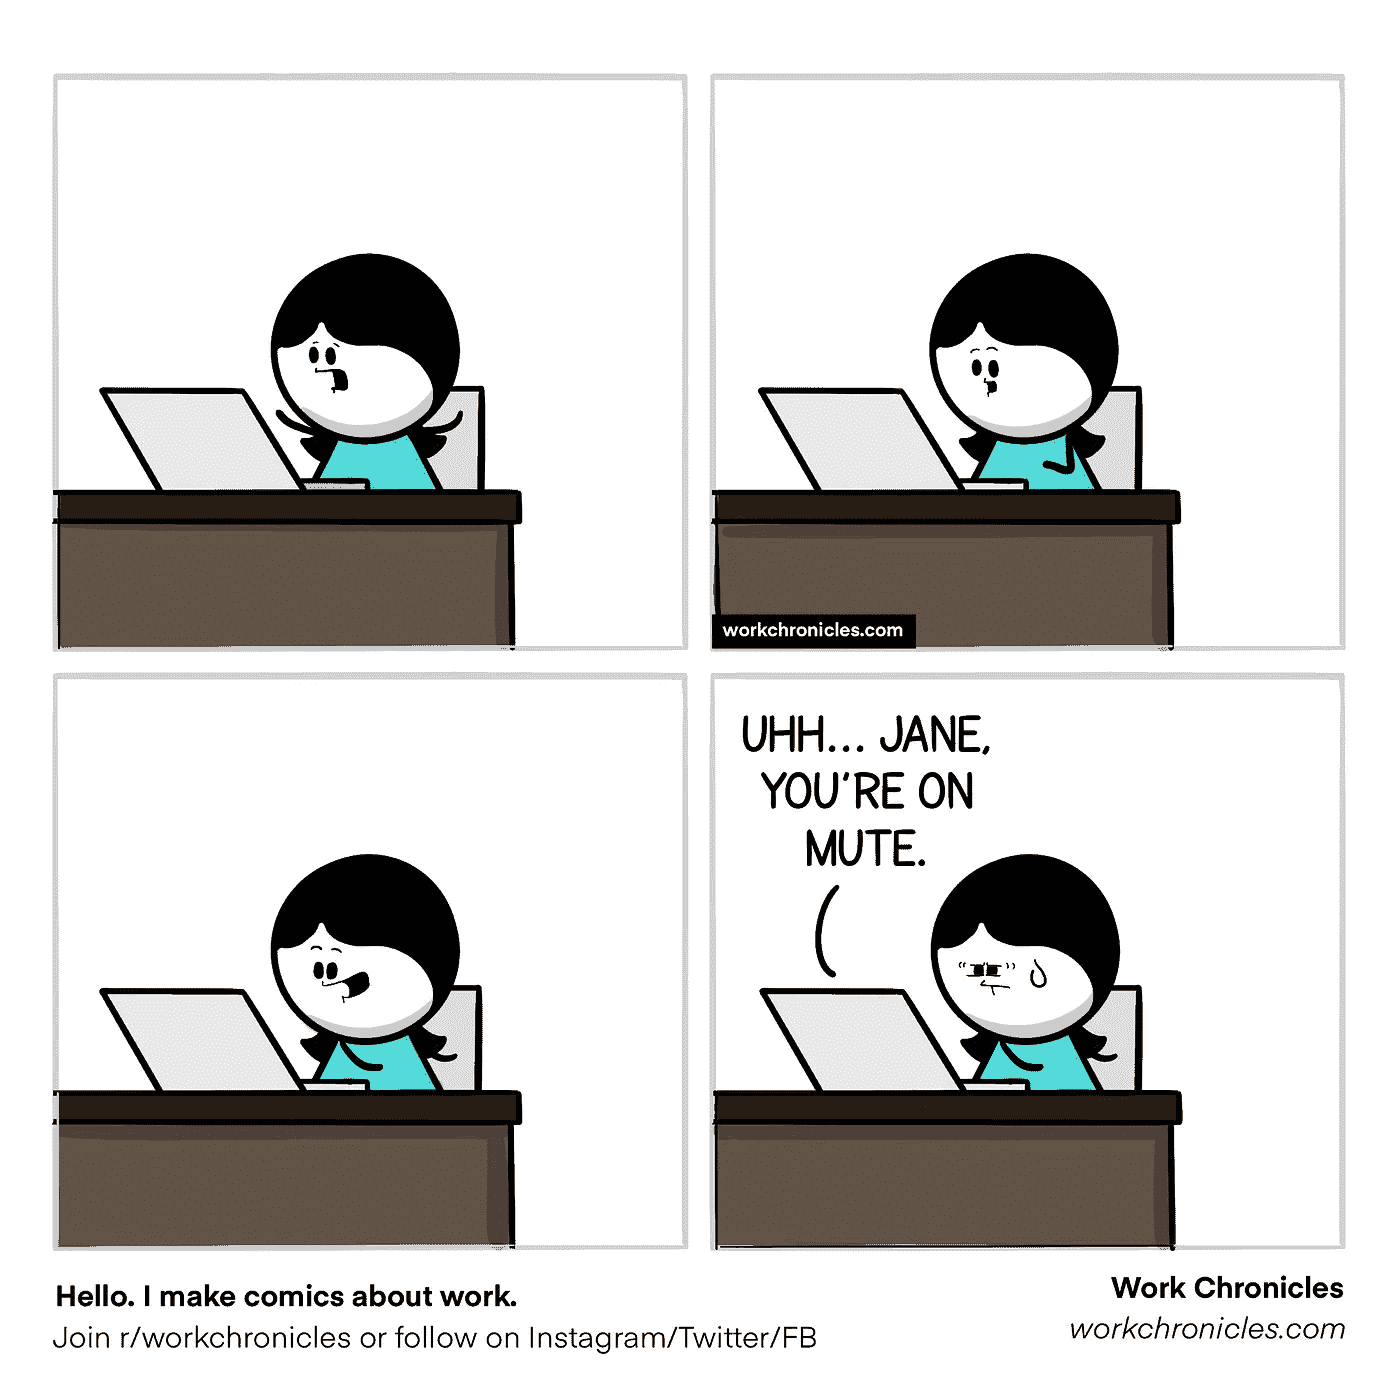 workchronicles.com
UHH... JANE,
YOU'RE ON
MUTE.
Hello. I make comics about work.
Join r/workchronicles or follow on Instagram/Twitter/FB
Work Chronicles
workchronicles.com